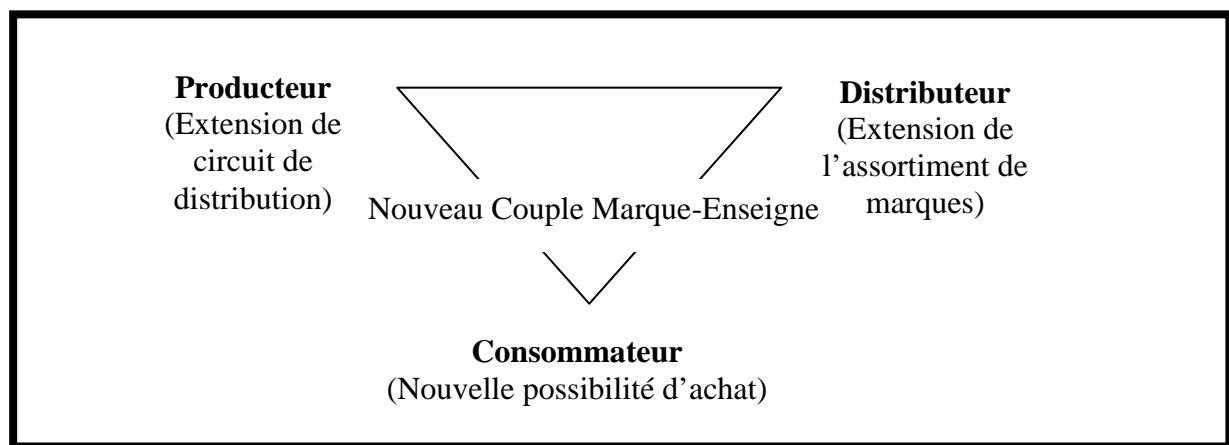 Producteur
(Extension de
circuit de
distribution)
Distributeur
(Extension de
l’assortiment de
marques)
Nouveau Couple Marque-Enseigne
Consommateur
(Nouvelle possibilité d’achat)